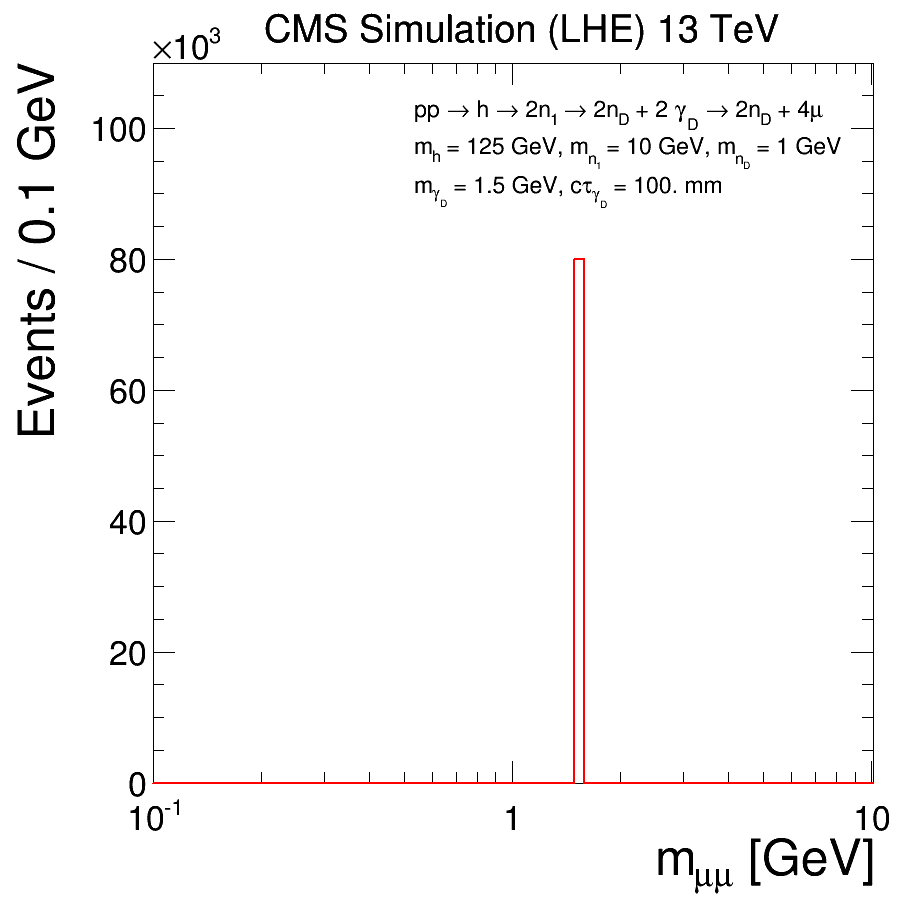 CMS Simulation (LHE) 13 TeV
×10³
Events / 0.1 GeV
pp → h → 2n₁ → 2n_D + 2 γ_D → 2n_D + 4μ
m_h = 125 GeV, m_n₁ = 10 GeV, m_n_D = 1 GeV
m_γ_D = 1.5 GeV, cτ_γ_D = 100. mm
100
80
60
40
20
0
10⁻¹ 1 10
m_μμ [GeV]